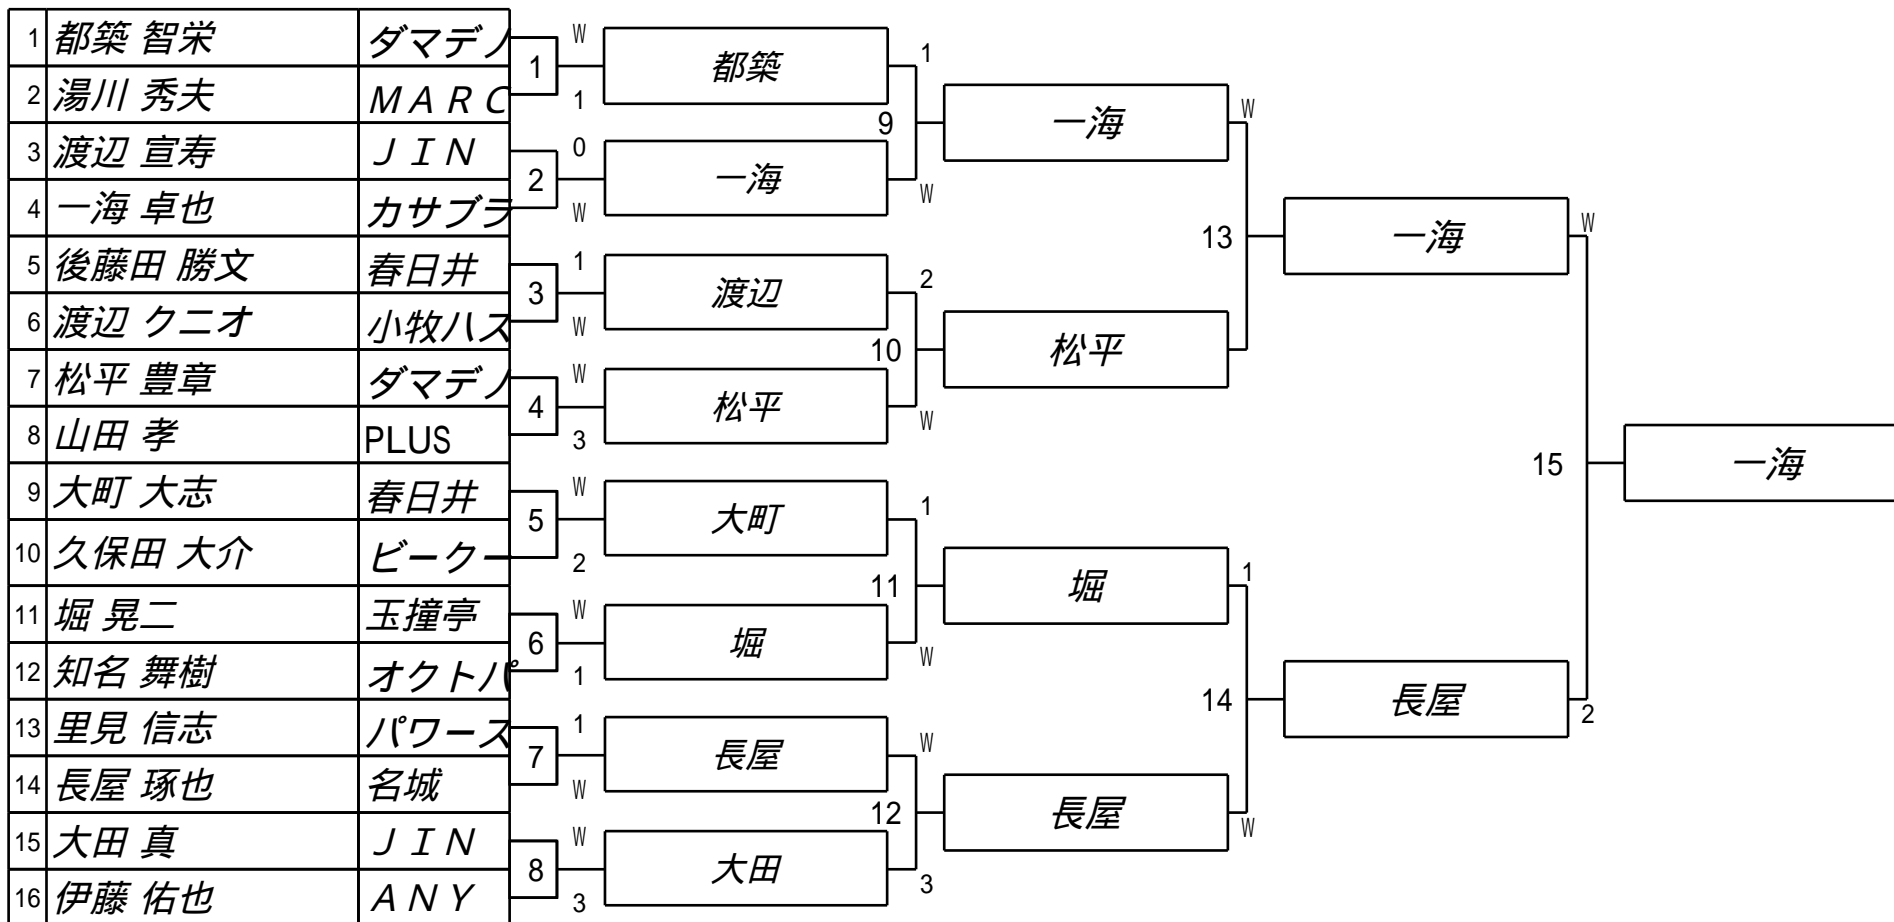 1 都築 智栄 ダマデノ
2 湯川 秀夫 ＭＡＲＣ
3 渡辺 宣寿 ＪＩＮ
4 一海 卓也 カサブラ
5 後藤田 勝文 春日井
6 渡辺 クニオ 小牧ハス
7 松平 豊章 ダマデノ
8 山田 孝 PLUS
9 大町 大志 春日井
10 久保田 大介 ビークー
11 堀 晃二 玉撞亭
12 知名 舞樹 オクトパ
13 里見 信志 パワース
14 長屋 琢也 名城
15 大田 真 ＪＩＮ
16 伊藤 佑也 ＡＮＹ
W
1
1
0
2
W
1
3
W
W
4
3
W
5
2
W
6
1
1
7
W
W
8
3
都築
一海
渡辺
松平
大町
堀
長屋
大田
1
9
W
2
10
W
1
11
W
W
12
3
一海
松平
堀
長屋
W
13
1
14
W
一海
長屋
W
15
2
一海